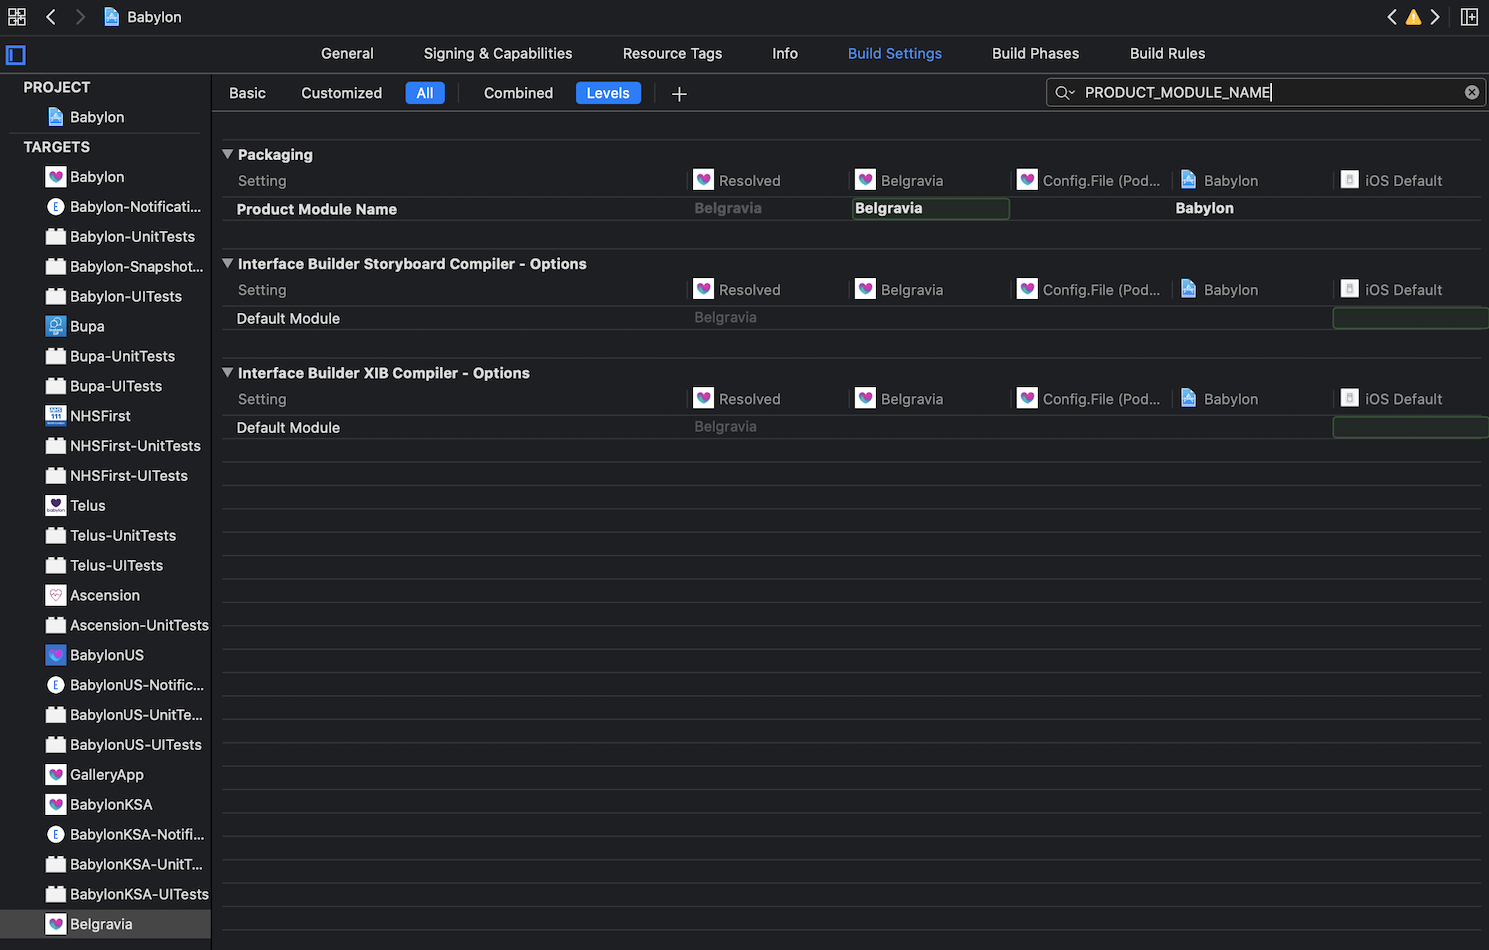 Babylon
General Signing & Capabilities Resource Tags Info Build Settings Build Phases Build Rules
PROJECT
Babylon
TARGETS
Babylon
Babylon-Notificati...
Babylon-UnitTests
Babylon-Snapshot...
Babylon-UITests
Bupa
Bupa-UnitTests
Bupa-UITests
NHSFirst
NHSFirst-UnitTests
NHSFirst-UITests
Telus
Telus-UnitTests
Telus-UITests
Ascension
Ascension-UnitTests
BabylonUS
BabylonUS-Notific...
BabylonUS-UnitTe...
BabylonUS-UITests
GalleryApp
BabylonKSA
BabylonKSA-Notifi...
BabylonKSA-UnitT...
BabylonKSA-UITests
Belgravia
Basic Customized All Combined Levels + PRODUCT_MODULE_NAME
Packaging
Setting Resolved Belgravia Config.File (Pod... Babylon iOS Default
Product Module Name Belgravia Belgravia Babylon
Interface Builder Storyboard Compiler - Options
Setting Resolved Belgravia Config.File (Pod... Babylon iOS Default
Default Module Belgravia
Interface Builder XIB Compiler - Options
Setting Resolved Belgravia Config.File (Pod... Babylon iOS Default
Default Module Belgravia